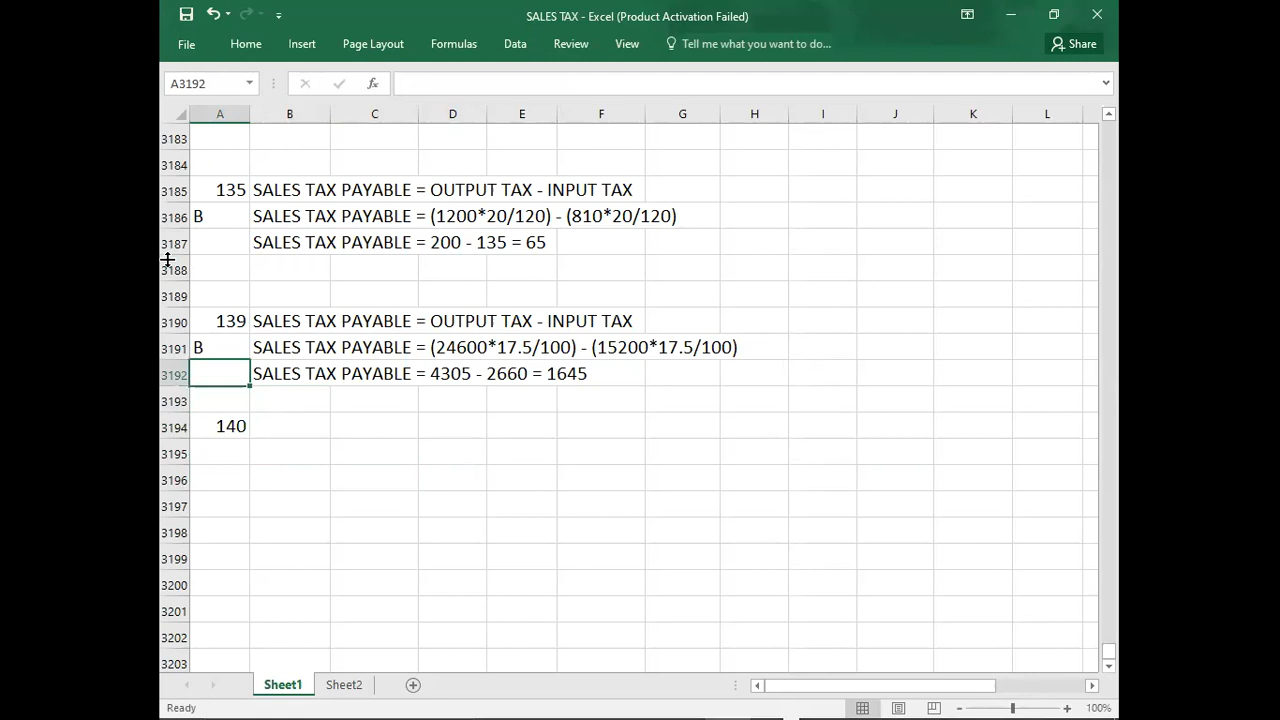 SALES TAX - Excel (Product Activation Failed)
File Home Insert Page Layout Formulas Data Review View Tell me what you want to do... Share
A3192 fx
A B C D E F G H I J K L
3183
3184
3185 135 SALES TAX PAYABLE = OUTPUT TAX - INPUT TAX
3186 B SALES TAX PAYABLE = (1200*20/120) - (810*20/120)
3187 SALES TAX PAYABLE = 200 - 135 = 65
3188
3189
3190 139 SALES TAX PAYABLE = OUTPUT TAX - INPUT TAX
3191 B SALES TAX PAYABLE = (24600*17.5/100) - (15200*17.5/100)
3192 SALES TAX PAYABLE = 4305 - 2660 = 1645
3193
3194 140
3195
3196
3197
3198
3199
3200
3201
3202
3203
Sheet1 Sheet2
Ready 100%